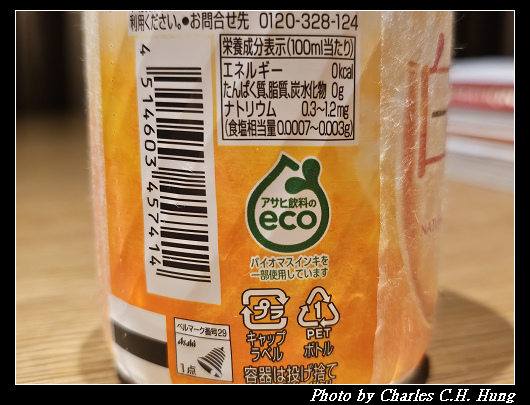 利用ください。●お問合せ先 0120-328-124
栄養成分表示(100ml当たり)
エネルギー 0kcal
たんぱく質,脂質,炭水化物 0g
ナトリウム 0.3〜1.2mg
(食塩相当量0.0007〜0.003g)
4 514603 457414
アサヒ飲料の
eco
バイオマスインキを
一部使用しています
プラ
キャップ
ラベル
1
PET
ボトル
ベルマーク番号29
Asahi
1点
容器は投げ捨て
Photo by Charles C.H. Hung